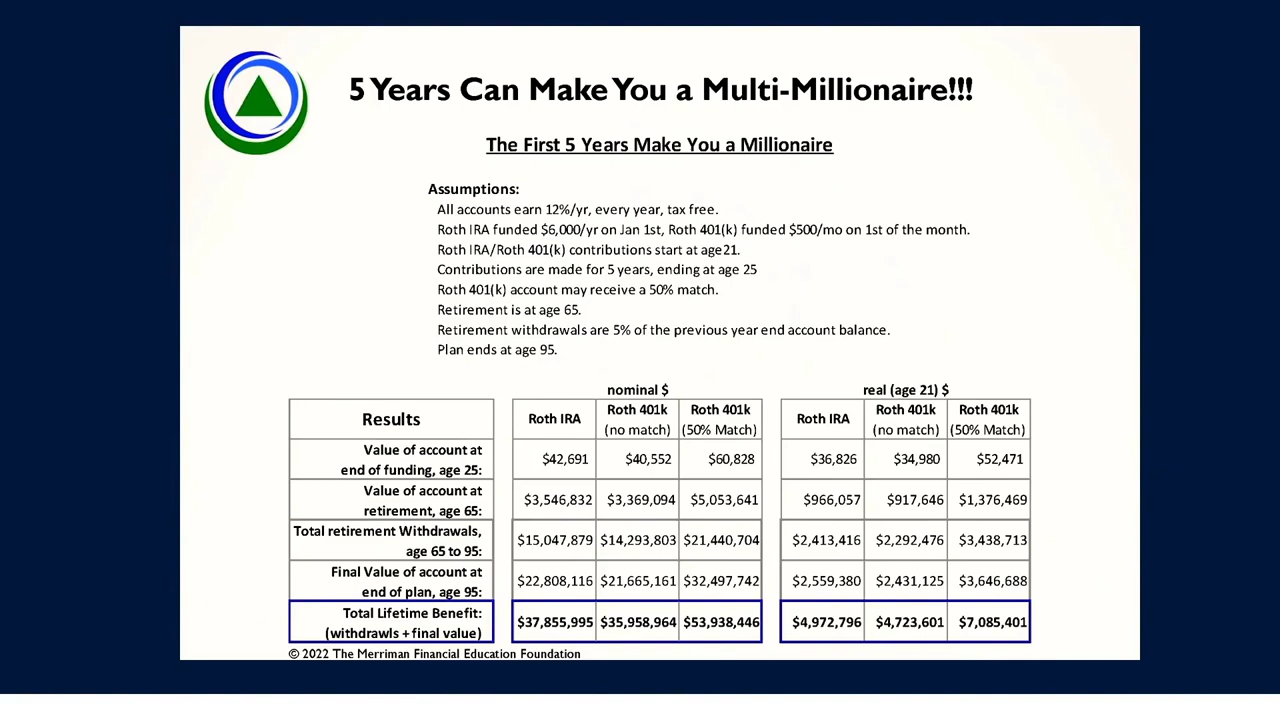 5 Years Can Make You a Multi-Millionaire!!!
The First 5 Years Make You a Millionaire
Assumptions:
All accounts earn 12%/yr, every year, tax free.
Roth IRA funded $6,000/yr on Jan 1st, Roth 401(k) funded $500/mo on 1st of the month.
Roth IRA/Roth 401(k) contributions start at age21.
Contributions are made for 5 years, ending at age 25
Roth 401(k) account may receive a 50% match.
Retirement is at age 65.
Retirement withdrawals are 5% of the previous year end account balance.
Plan ends at age 95.
nominal $ real (age 21) $
Results Roth IRA Roth 401k Roth 401k Roth IRA Roth 401k Roth 401k
(no match) (50% Match) (no match) (50% Match)
Value of account at
end of funding, age 25: $42,691 $40,552 $60,828 $36,826 $34,980 $52,471
Value of account at
retirement, age 65: $3,546,832 $3,369,094 $5,053,641 $966,057 $917,646 $1,376,469
Total retirement Withdrawals,
age 65 to 95: $15,047,879 $14,293,803 $21,440,704 $2,413,416 $2,292,476 $3,438,713
Final Value of account at
end of plan, age 95: $22,808,116 $21,665,161 $32,497,742 $2,559,380 $2,431,125 $3,646,688
Total Lifetime Benefit:
(withdrawls + final value) $37,855,995 $35,958,964 $53,938,446 $4,972,796 $4,723,601 $7,085,401
© 2022 The Merriman Financial Education Foundation